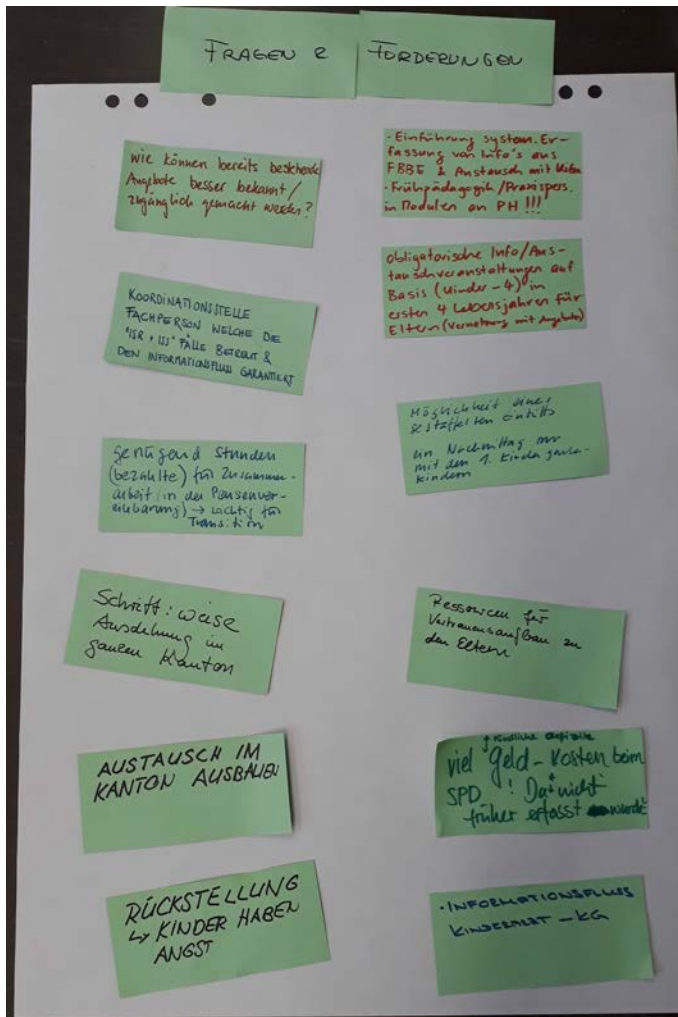 FRAGEN & FORDERUNGEN
wie können bereits bestehende
Angebote besser bekannt/
zugänglich gemacht werden?
KOORDINATIONSSTELLE
FACHPERSON WELCHE DIE
"ISR + ISS" FÄLLE BETREUT &
DEN INFORMATIONSFLUSS GARANTIERT
genügend Stunden
(bezahlte) für Zusammen-
arbeit (in der Pensenver-
einbarung) → wichtig für
Transition
Schritt: weise
Ausdehnung im
ganzen Kanton
AUSTAUSCH IM
KANTON AUSBAUEN
RÜCKSTELLUNG
↳ KINDER HABEN
ANGST
- Einführung system. Er-
fassung von Info's aus
FBBE & Austausch mit Kitas
- Frühpädagogik/Praxispers.
in Modulen an PH !!!
obligatorische Info/Aus-
tauschveranstaltungen auf
Basis (Kinder-4) in
ersten 4 Lebensjahren für
Eltern (Vernetzung mit Angebote)
Möglichkeit eines
gestaffelten Eintritts
ein Nachmittag nur
mit den 1. Kindergarten-
kindern
Ressourcen für
Vertrauensaufbau zu
den Eltern
↑ kindliche Defizite
viel Geld-Kosten beim
SPD ! Da nicht
früher erfasst wurde
· INFORMATIONSFLUSS
KINDERARZT – KG